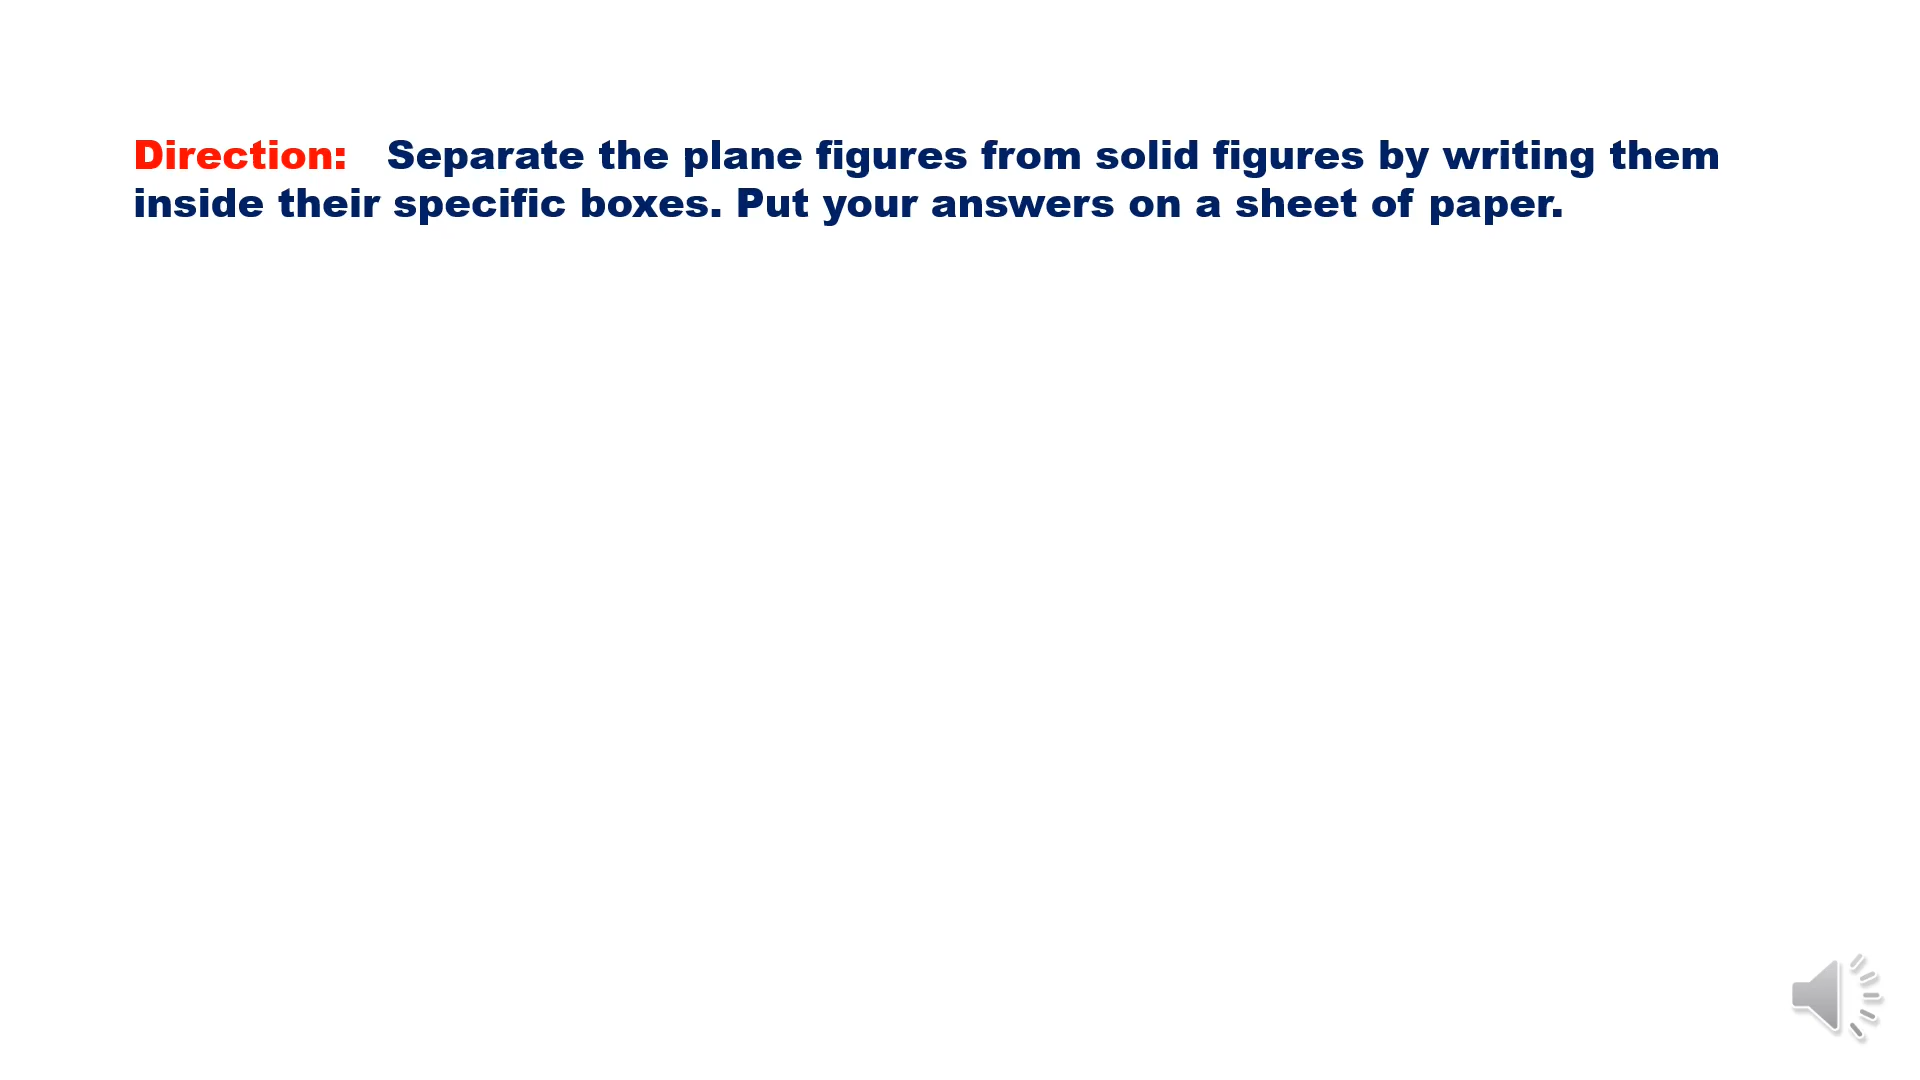 Direction: Separate the plane figures from solid figures by writing them
inside their specific boxes. Put your answers on a sheet of paper.